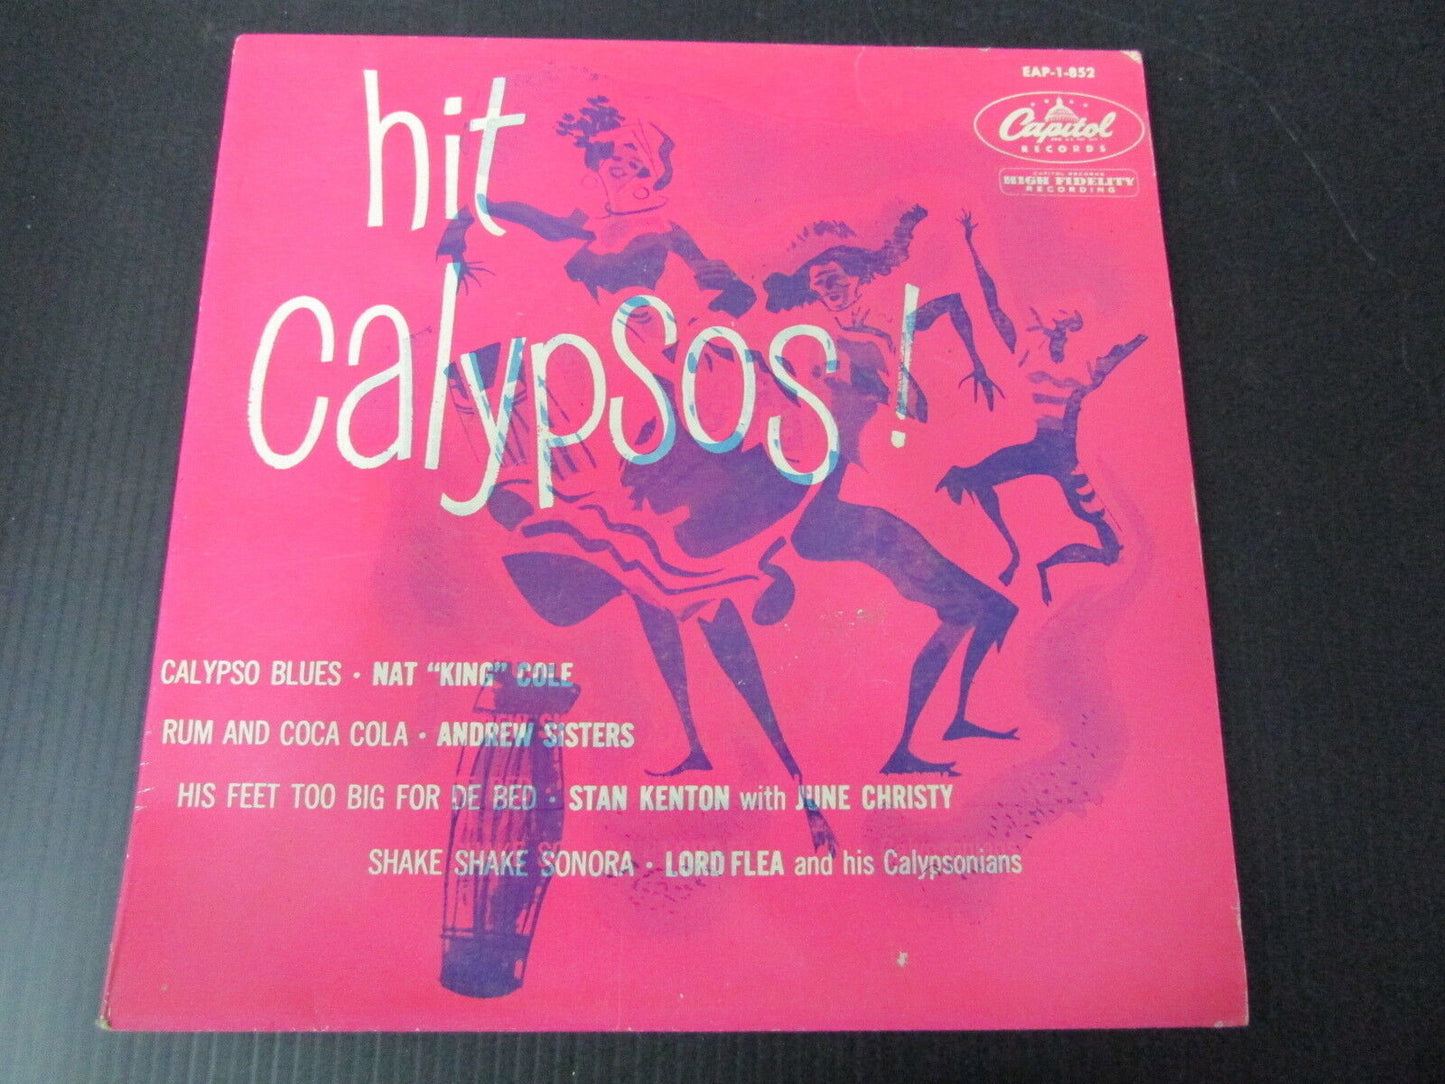 EAP-1-852
Capitol
RECORDS
CAPITOL RECORDS
HIGH FIDELITY
RECORDING
hit
calypsos!
CALYPSO BLUES • NAT "KING" COLE
RUM AND COCA COLA • ANDREW SiSTERS
HIS FEET TOO BIG FOR DE BED • STAN KENTON with JUNE CHRISTY
SHAKE SHAKE SONORA • LORD FLEA and his Calypsonians